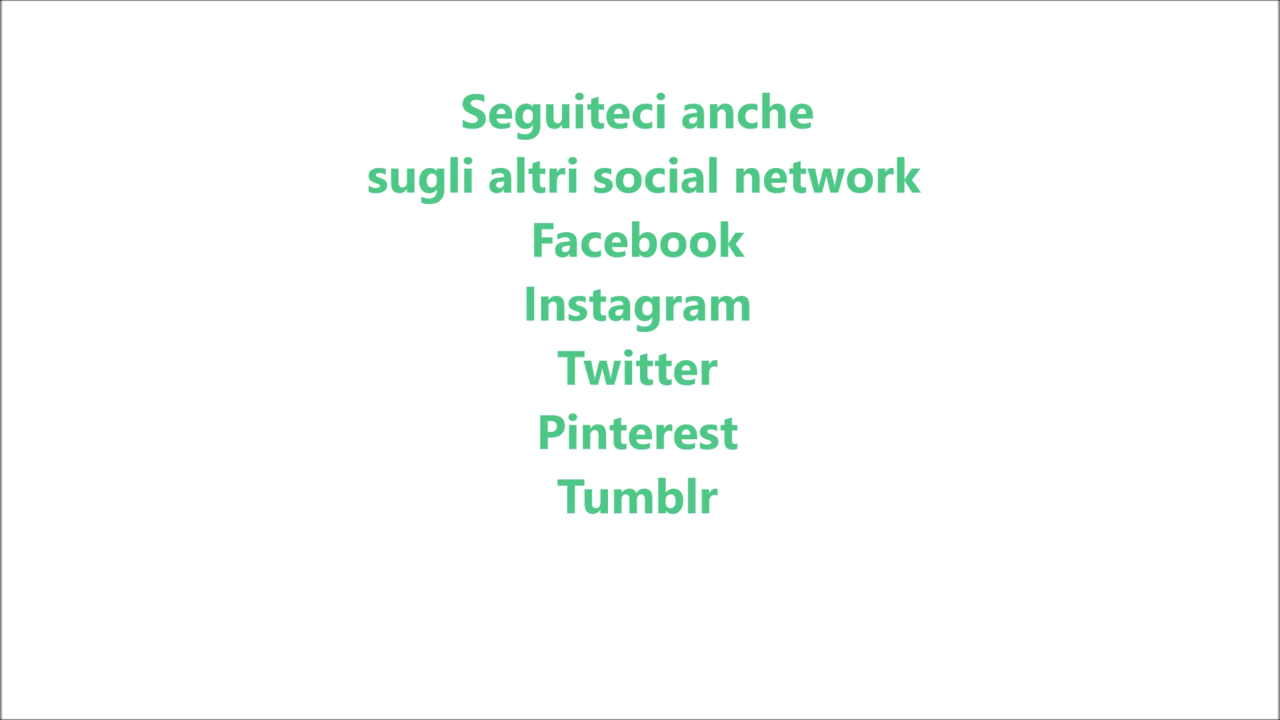 Seguiteci anche
sugli altri social network
Facebook
Instagram
Twitter
Pinterest
Tumblr